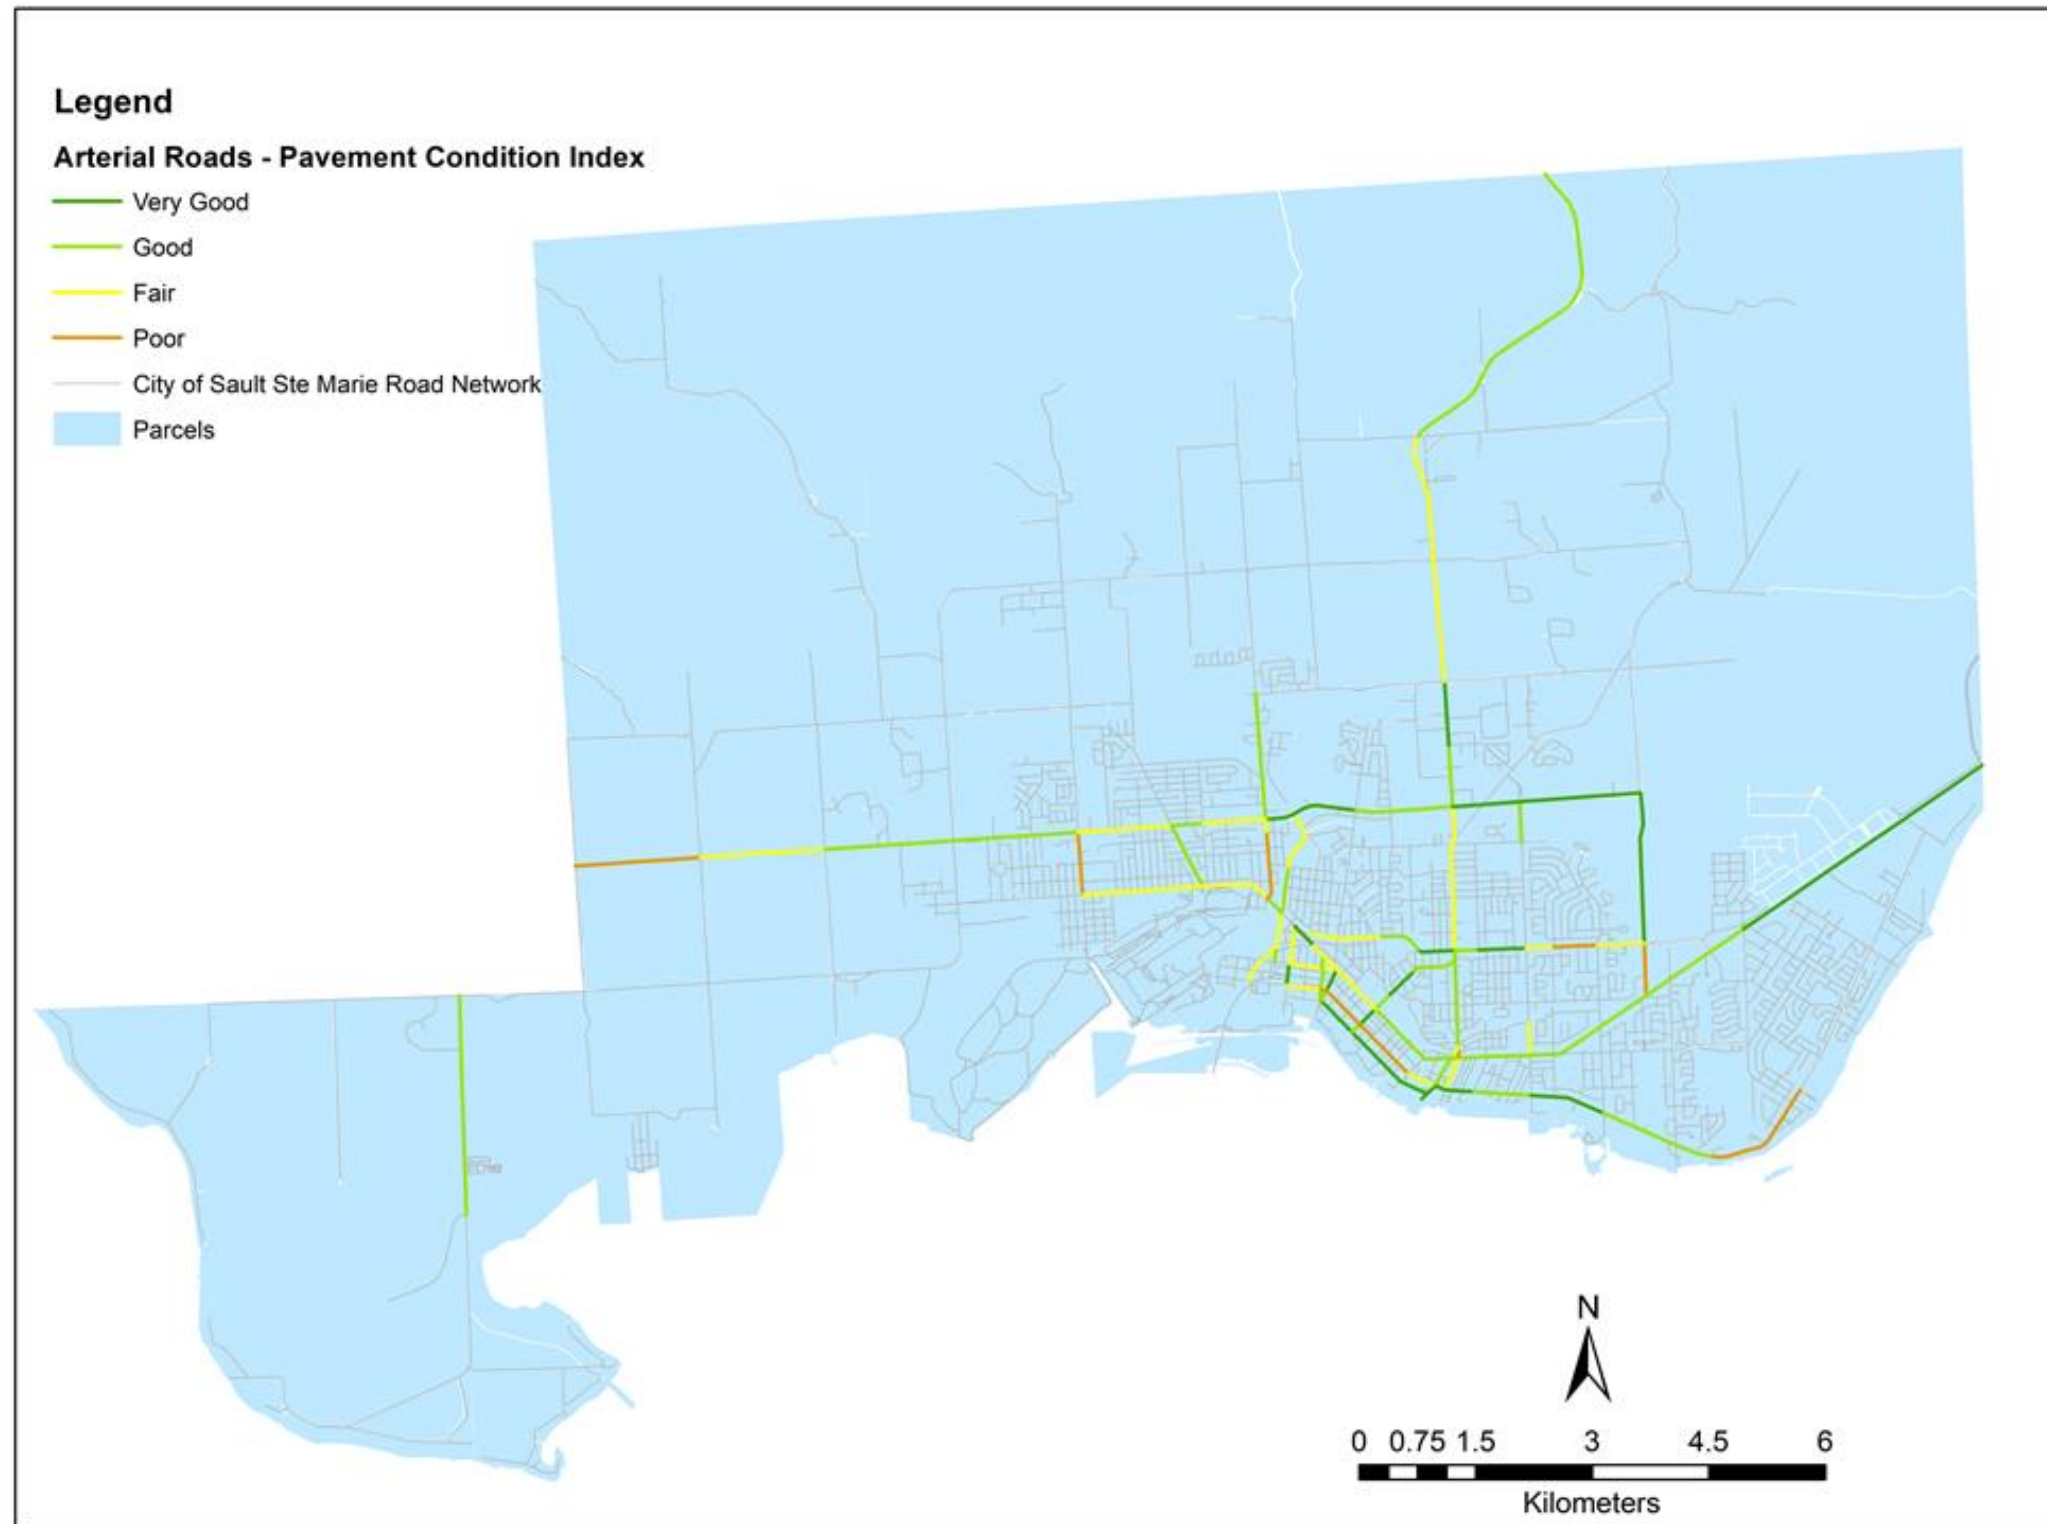 Legend
Arterial Roads - Pavement Condition Index
Very Good
Good
Fair
Poor
City of Sault Ste Marie Road Network
Parcels
N
0 0.75 1.5 3 4.5 6
Kilometers